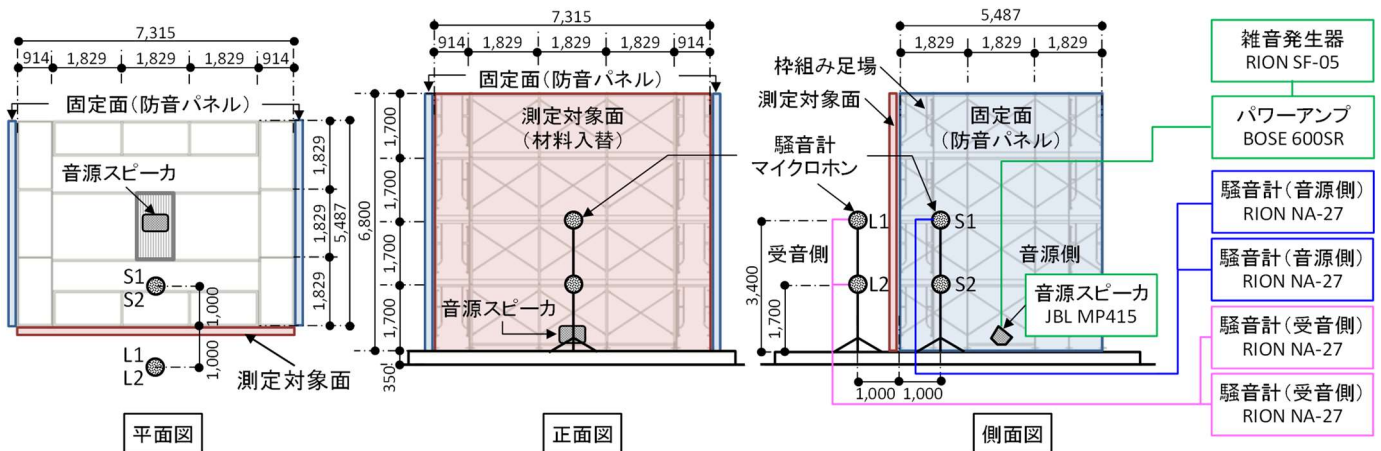 7,315
914 1,829 1,829 1,829 914
固定面(防音パネル)
音源スピーカ
S1
S2
L1
L2
1,000
1,000
1,829
1,829
1,829
5,487
測定対象面
平面図
7,315
914 1,829 1,829 1,829 914
固定面(防音パネル)
測定対象面
(材料入替)
6,800
1,700
1,700
1,700
1,700
350
音源スピーカ
正面図
騒音計
マイクロホン
5,487
1,829 1,829 1,829
枠組み足場
測定対象面
固定面
(防音パネル)
L1
S1
受音側
音源側
L2
S2
3,400
1,700
音源スピーカ
JBL MP415
1,000 1,000
側面図
雑音発生器
RION SF-05
パワーアンプ
BOSE 600SR
騒音計(音源側)
RION NA-27
騒音計(音源側)
RION NA-27
騒音計(受音側)
RION NA-27
騒音計(受音側)
RION NA-27